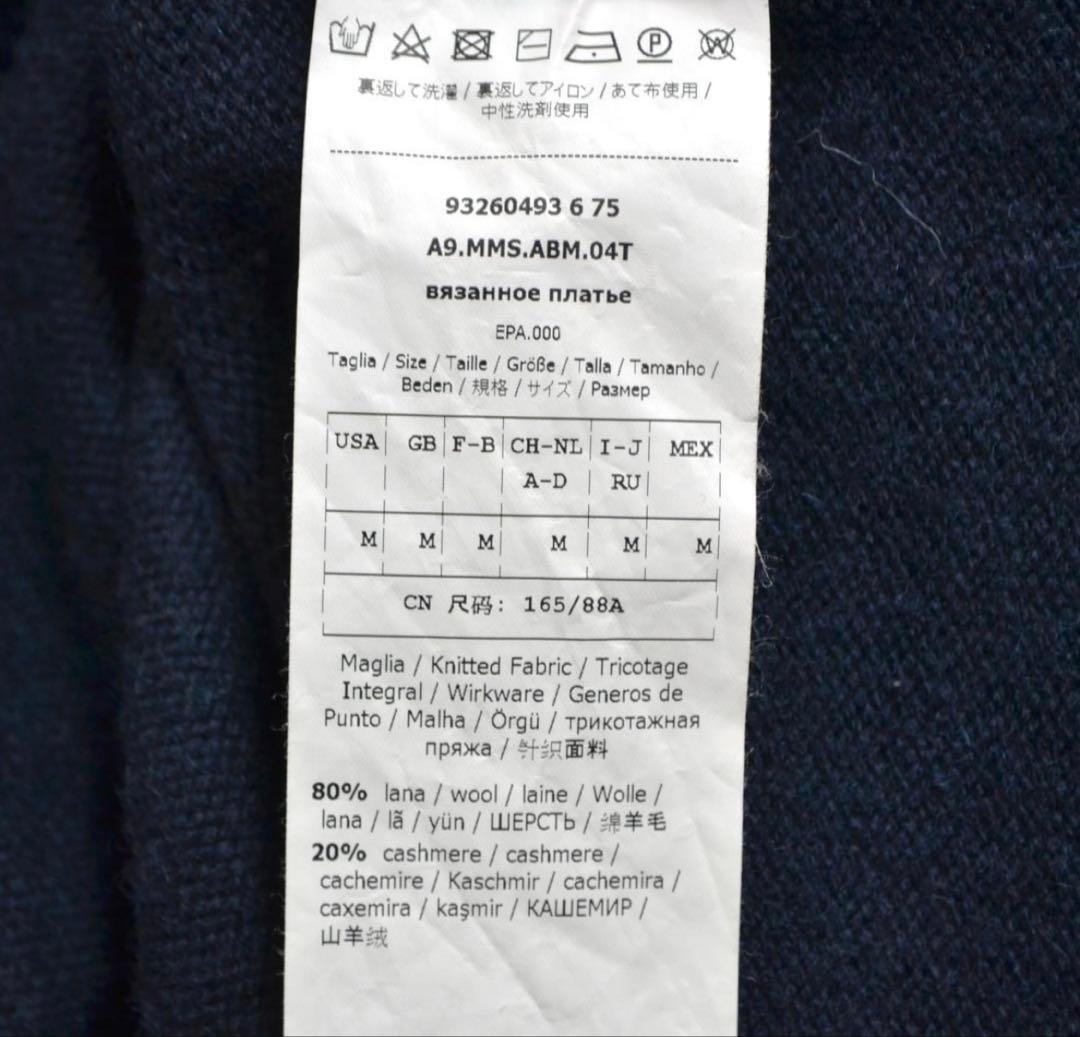 裏返して洗濯 / 裏返してアイロン / あて布使用 /
中性洗剤使用
93260493 6 75
A9.MMS.ABM.04T
вязанное платье
EPA.000
Taglia / Size / Taille / Größe / Talla / Tamanho /
Beden / 規格 / サイズ / Размер
USA GB F-B CH-NL I-J MEX
A-D RU
M M M M M M
CN 尺码: 165/88A
Maglia / Knitted Fabric / Tricotage
Integral / Wirkware / Generos de
Punto / Malha / Örgü / трикотажная
пряжа / 针织面料
80% lana / wool / laine / Wolle /
lana / lã / yün / ШЕРСТЬ / 绵羊毛
20% cashmere / cashmere /
cachemire / Kaschmir / cachemira /
caxemira / kaşmir / КАШЕМИР /
山羊绒